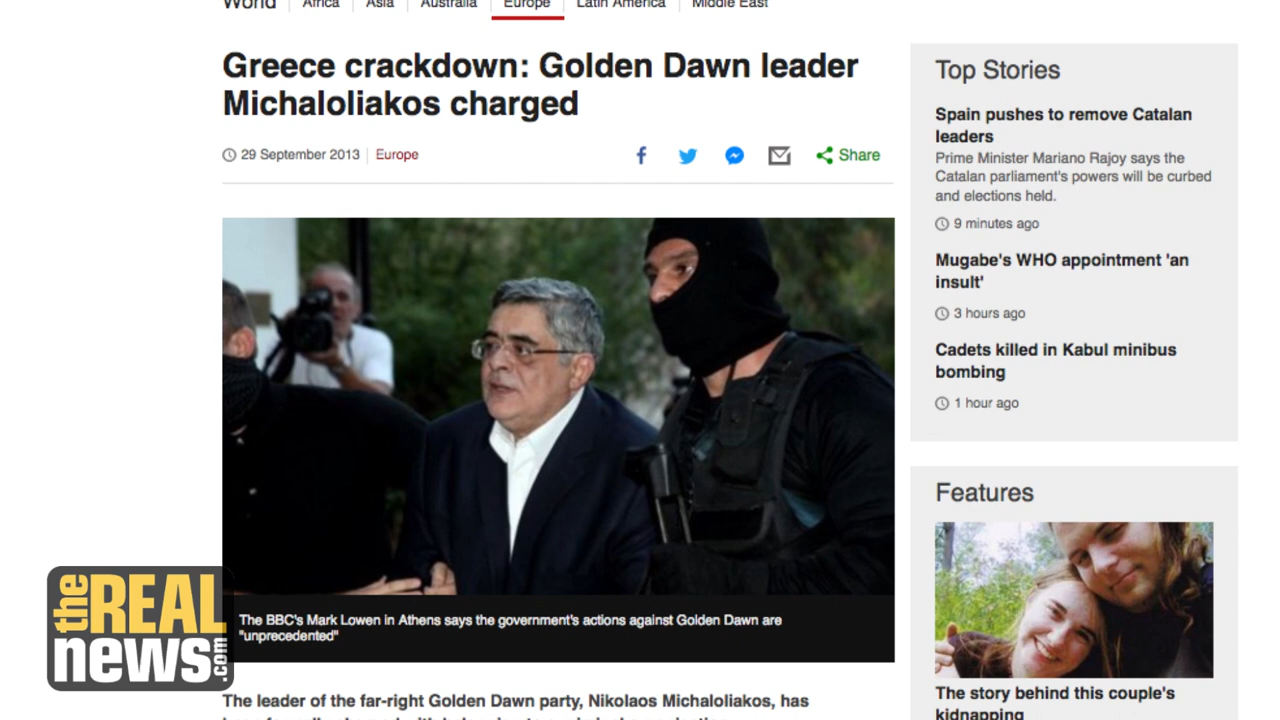 World
Africa
Asia
Australia
Europe
Latin America
Middle East
Greece crackdown: Golden Dawn leader
Michaloliakos charged
29 September 2013
Europe
Share
The BBC's Mark Lowen in Athens says the government's actions against Golden Dawn are
"unprecedented"
The leader of the far-right Golden Dawn party, Nikolaos Michaloliakos, has
Top Stories
Spain pushes to remove Catalan
leaders
Prime Minister Mariano Rajoy says the
Catalan parliament's powers will be curbed
and elections held.
9 minutes ago
Mugabe's WHO appointment 'an
insult'
3 hours ago
Cadets killed in Kabul minibus
bombing
1 hour ago
Features
The story behind this couple's
kidnapping
the REAL
news.com